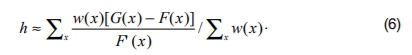 h ≈ ∑ₓ w(x)[G(x) – F(x)] / F′(x) / ∑ₓ w(x)· (6)